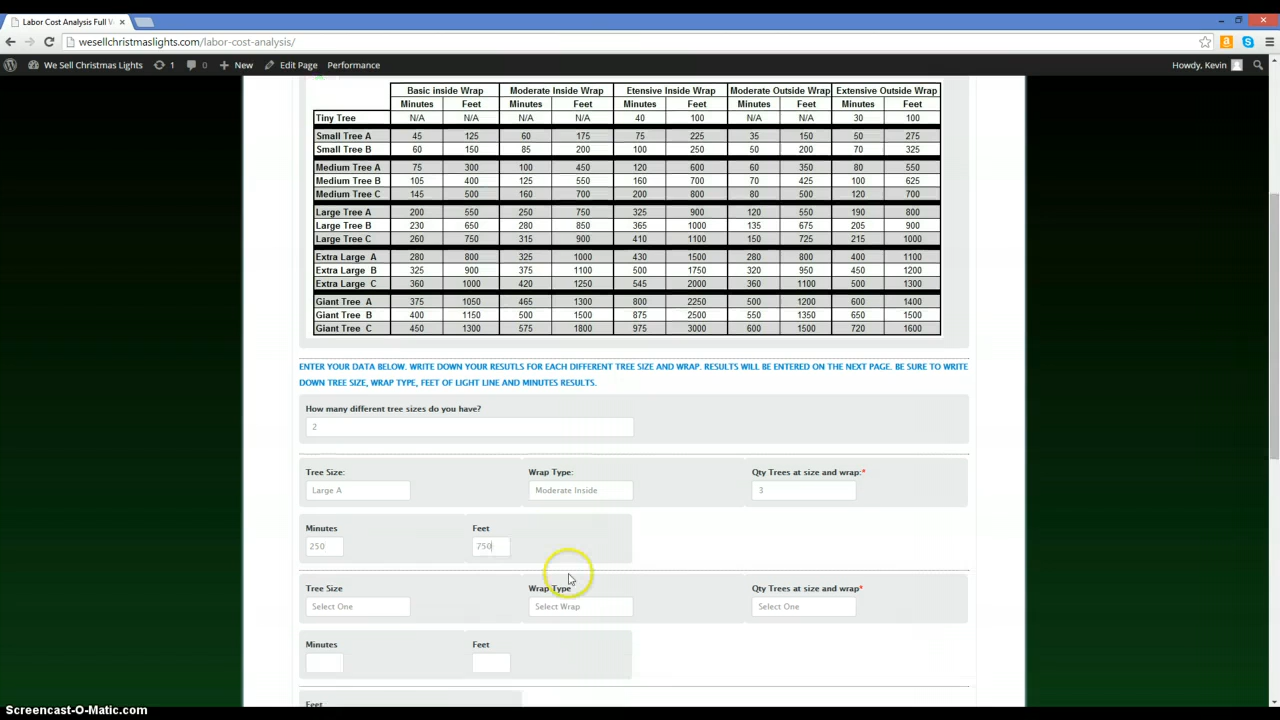 Labor Cost Analysis Full V
wesellchristmaslights.com/labor-cost-analysis/
We Sell Christmas Lights 1 0 + New Edit Page Performance Howdy, Kevin
Basic inside Wrap Moderate Inside Wrap Etensive Inside Wrap Moderate Outside Wrap Extensive Outside Wrap
Minutes Feet Minutes Feet Minutes Feet Minutes Feet Minutes Feet
Tiny Tree N/A N/A N/A N/A 40 100 N/A N/A 30 100
Small Tree A 45 125 60 175 75 225 35 150 50 275
Small Tree B 60 150 85 200 100 250 50 200 70 325
Medium Tree A 75 300 100 450 120 600 60 350 80 550
Medium Tree B 105 400 125 550 160 700 70 425 100 625
Medium Tree C 145 500 160 700 200 800 80 500 120 700
Large Tree A 200 550 250 750 325 900 120 550 190 800
Large Tree B 230 650 280 850 365 1000 135 675 205 900
Large Tree C 260 750 315 900 410 1100 150 725 215 1000
Extra Large A 280 800 325 1000 430 1500 280 800 400 1100
Extra Large B 325 900 375 1100 500 1750 320 950 450 1200
Extra Large C 360 1000 420 1250 545 2000 360 1100 500 1300
Giant Tree A 375 1050 465 1300 800 2250 500 1200 600 1400
Giant Tree B 400 1150 500 1500 875 2500 550 1350 650 1500
Giant Tree C 450 1300 575 1800 975 3000 600 1500 720 1600
ENTER YOUR DATA BELOW. WRITE DOWN YOUR RESUTLS FOR EACH DIFFERENT TREE SIZE AND WRAP. RESULTS WILL BE ENTERED ON THE NEXT PAGE. BE SURE TO WRITE
DOWN TREE SIZE, WRAP TYPE, FEET OF LIGHT LINE AND MINUTES RESULTS.
How many different tree sizes do you have?
2
Tree Size: Wrap Type: Qty Trees at size and wrap:*
Large A Moderate Inside 3
Minutes Feet
250 750
Tree Size Wrap Type Qty Trees at size and wrap*
Select One Select Wrap Select One
Minutes Feet
Feet
Screencast-O-Matic.com